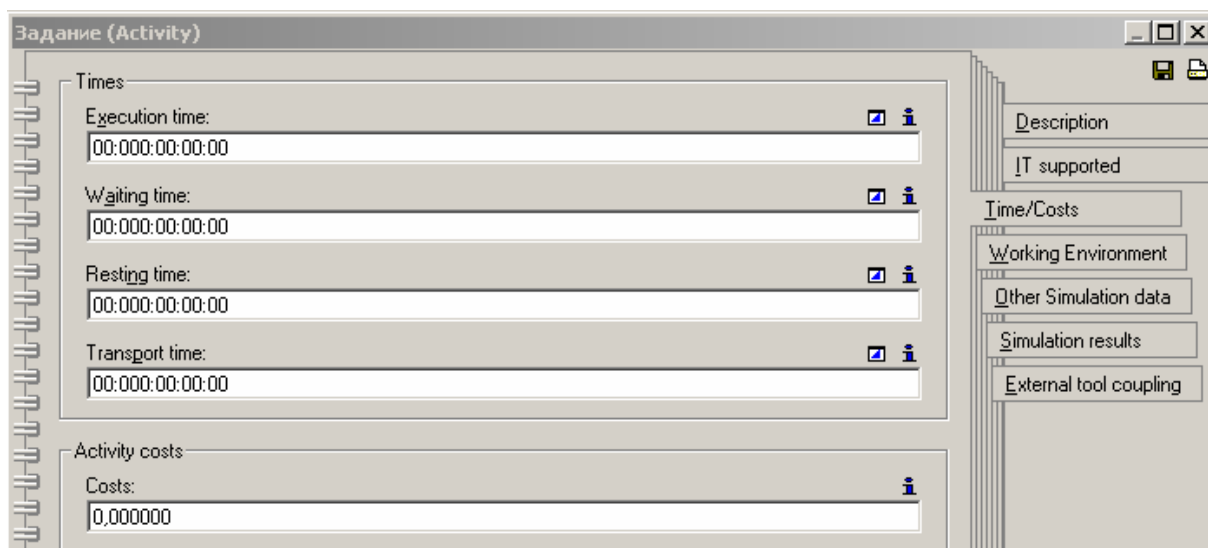 Задание (Activity)
Times
Execution time:
00:000:00:00:00
Waiting time:
00:000:00:00:00
Resting time:
00:000:00:00:00
Transport time:
00:000:00:00:00
Activity costs
Costs:
0,000000
Description
IT supported
Time/Costs
Working Environment
Other Simulation data
Simulation results
External tool coupling